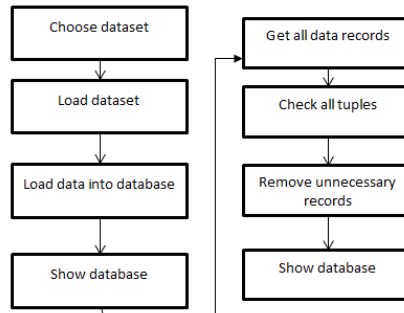 Choose dataset
Load dataset
Load data into database
Show database
Get all data records
Check all tuples
Remove unnecessary
records
Show database